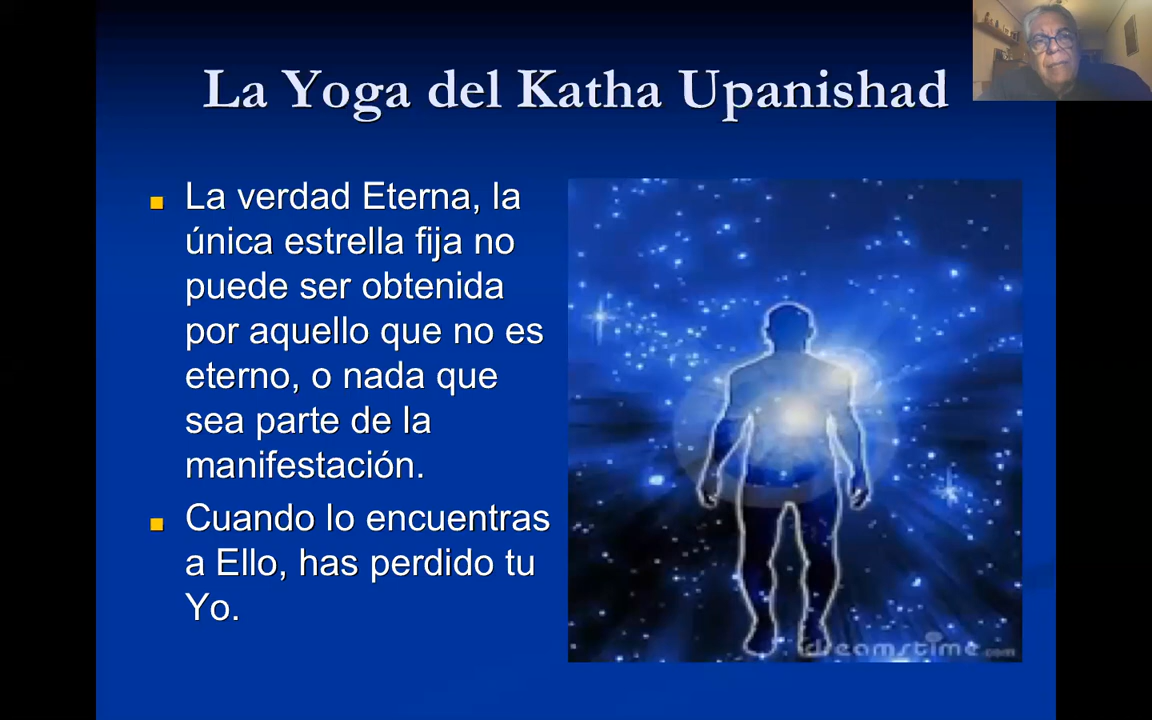 La Yoga del Katha Upanishad
La verdad Eterna, la
única estrella fija no
puede ser obtenida
por aquello que no es
eterno, o nada que
sea parte de la
manifestación.
Cuando lo encuentras
a Ello, has perdido tu
Yo.
dreamstime.com